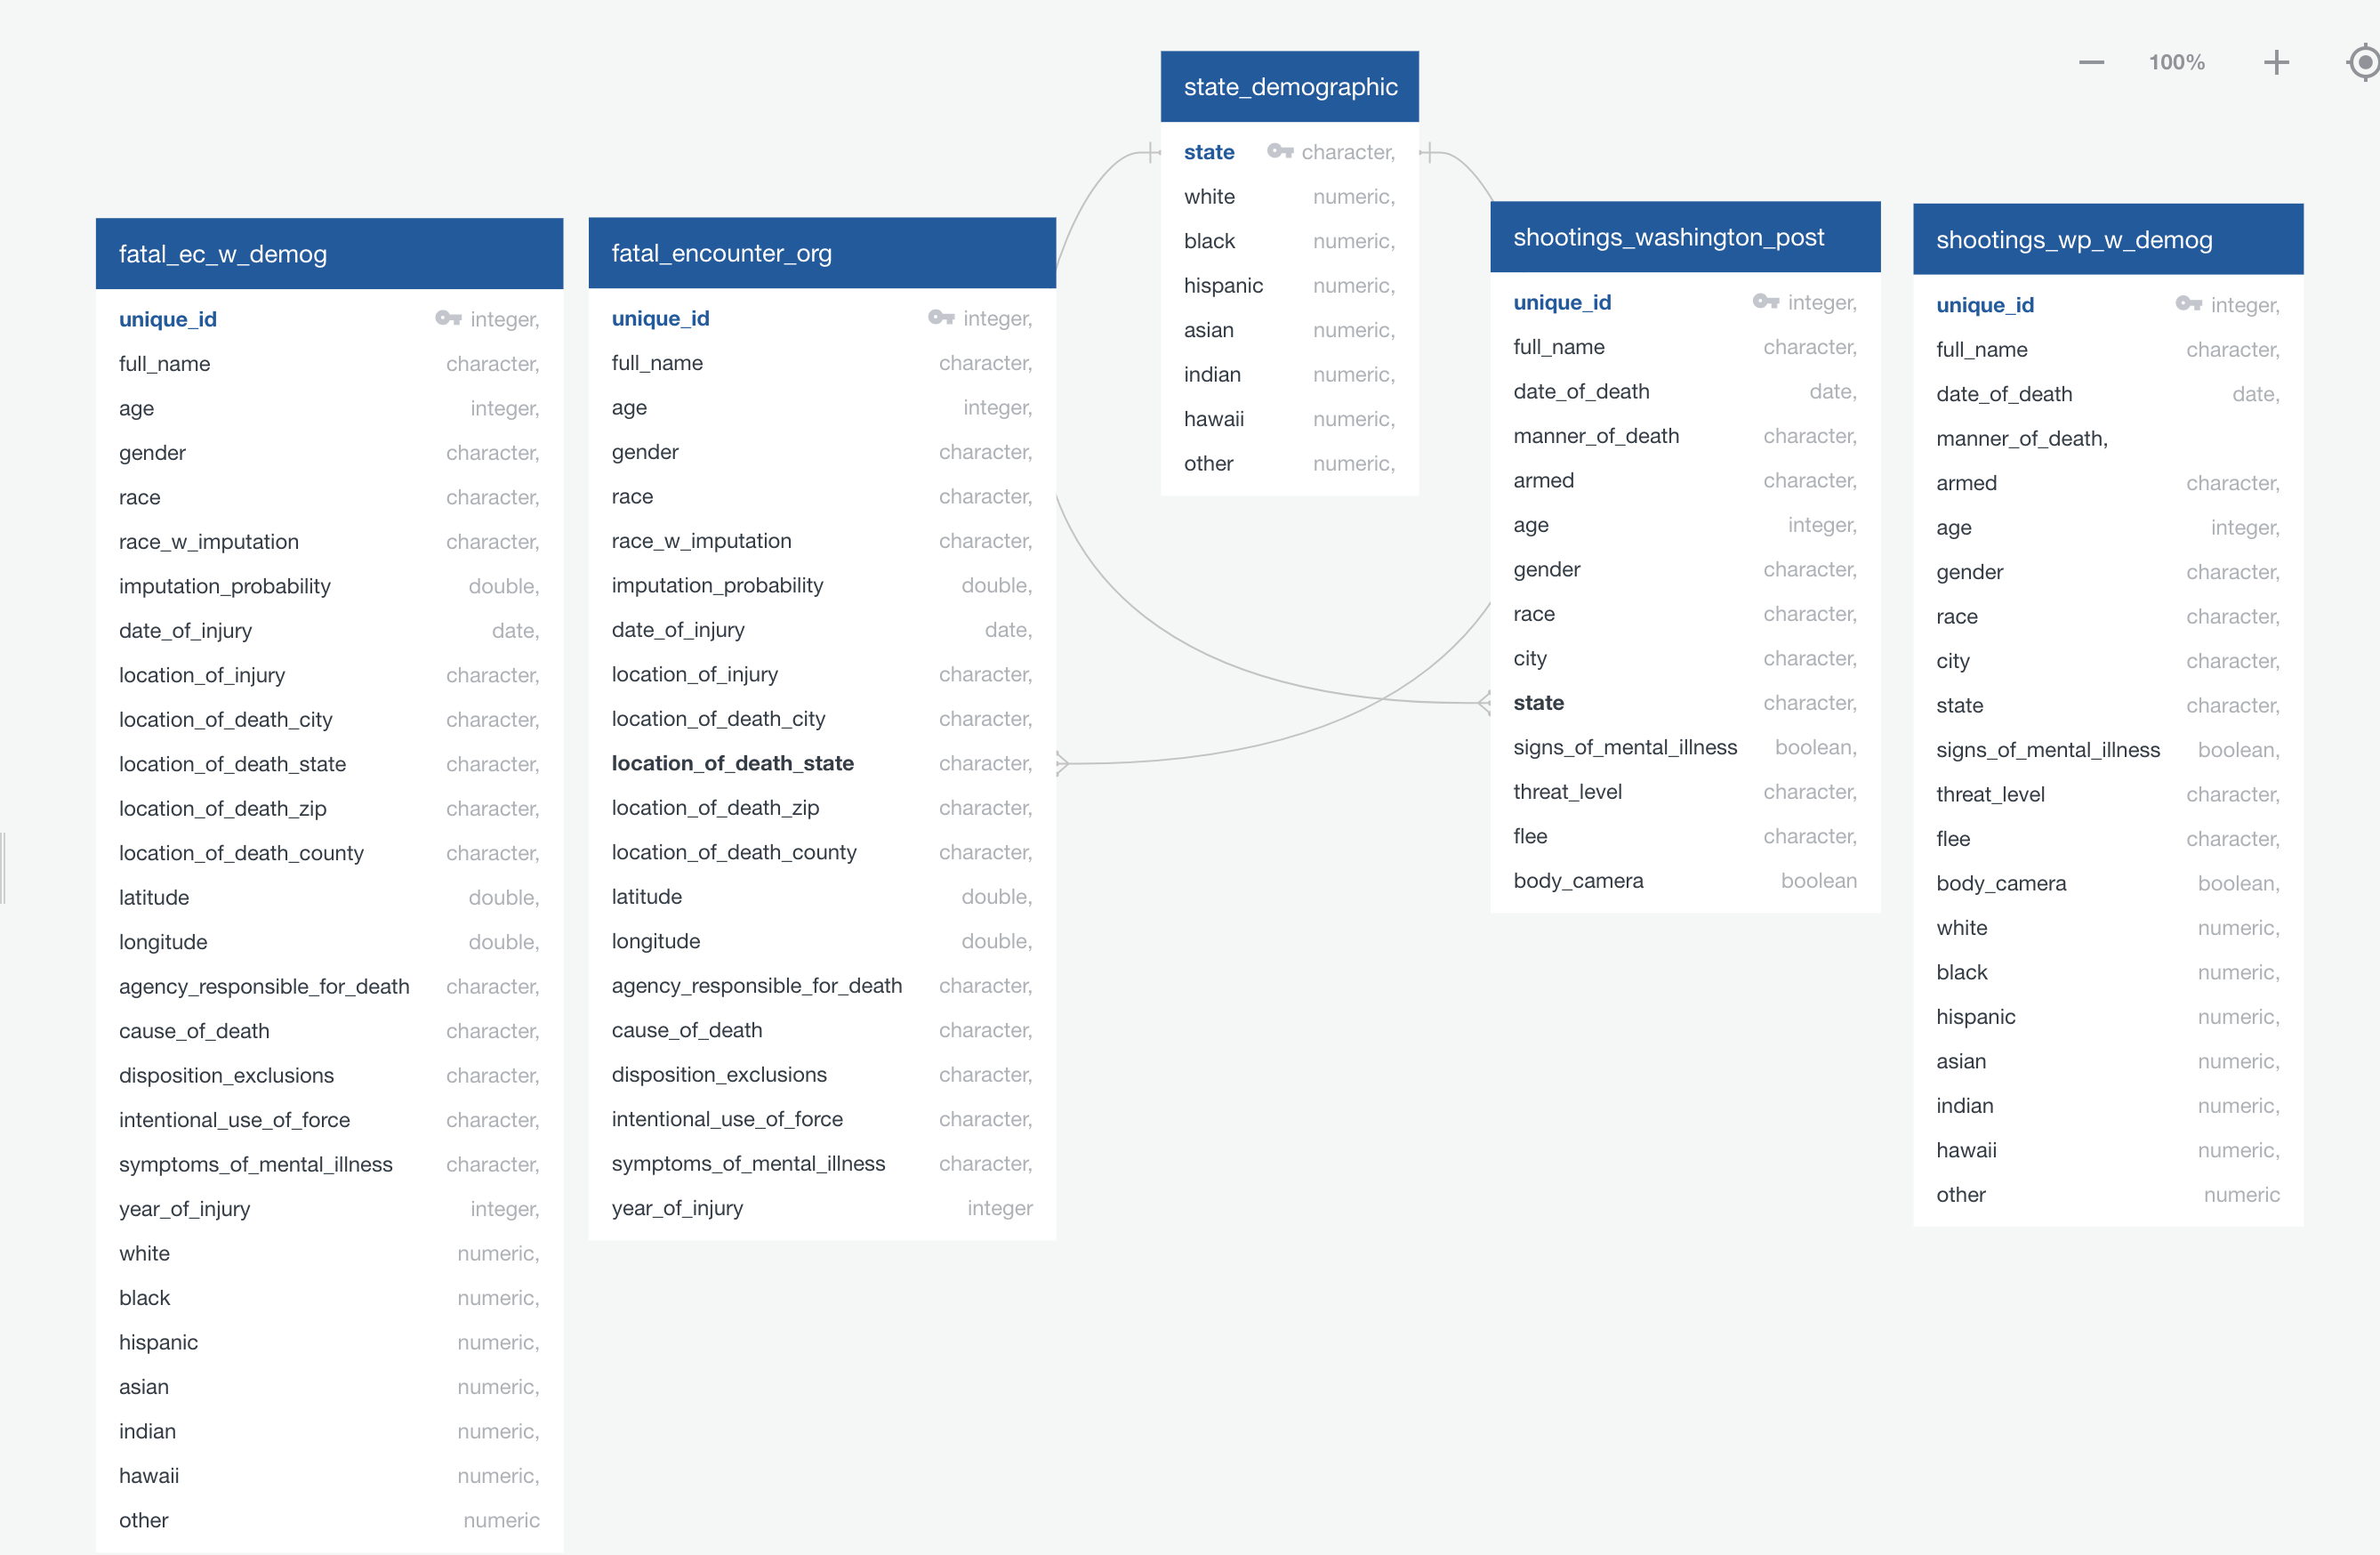 100%
state_demographic
state character,
white numeric,
black numeric,
hispanic numeric,
asian numeric,
indian numeric,
hawaii numeric,
other numeric,
fatal_ec_w_demog
unique_id integer,
full_name character,
age integer,
gender character,
race character,
race_w_imputation character,
imputation_probability double,
date_of_injury date,
location_of_injury character,
location_of_death_city character,
location_of_death_state character,
location_of_death_zip character,
location_of_death_county character,
latitude double,
longitude double,
agency_responsible_for_death character,
cause_of_death character,
disposition_exclusions character,
intentional_use_of_force character,
symptoms_of_mental_illness character,
year_of_injury integer,
white numeric,
black numeric,
hispanic numeric,
asian numeric,
indian numeric,
hawaii numeric,
other numeric
fatal_encounter_org
unique_id integer,
full_name character,
age integer,
gender character,
race character,
race_w_imputation character,
imputation_probability double,
date_of_injury date,
location_of_injury character,
location_of_death_city character,
location_of_death_state character,
location_of_death_zip character,
location_of_death_county character,
latitude double,
longitude double,
agency_responsible_for_death character,
cause_of_death character,
disposition_exclusions character,
intentional_use_of_force character,
symptoms_of_mental_illness character,
year_of_injury integer
shootings_washington_post
unique_id integer,
full_name character,
date_of_death date,
manner_of_death character,
armed character,
age integer,
gender character,
race character,
city character,
state character,
signs_of_mental_illness boolean,
threat_level character,
flee character,
body_camera boolean
shootings_wp_w_demog
unique_id integer,
full_name character,
date_of_death date,
manner_of_death,
armed character,
age integer,
gender character,
race character,
city character,
state character,
signs_of_mental_illness boolean,
threat_level character,
flee character,
body_camera boolean,
white numeric,
black numeric,
hispanic numeric,
asian numeric,
indian numeric,
hawaii numeric,
other numeric